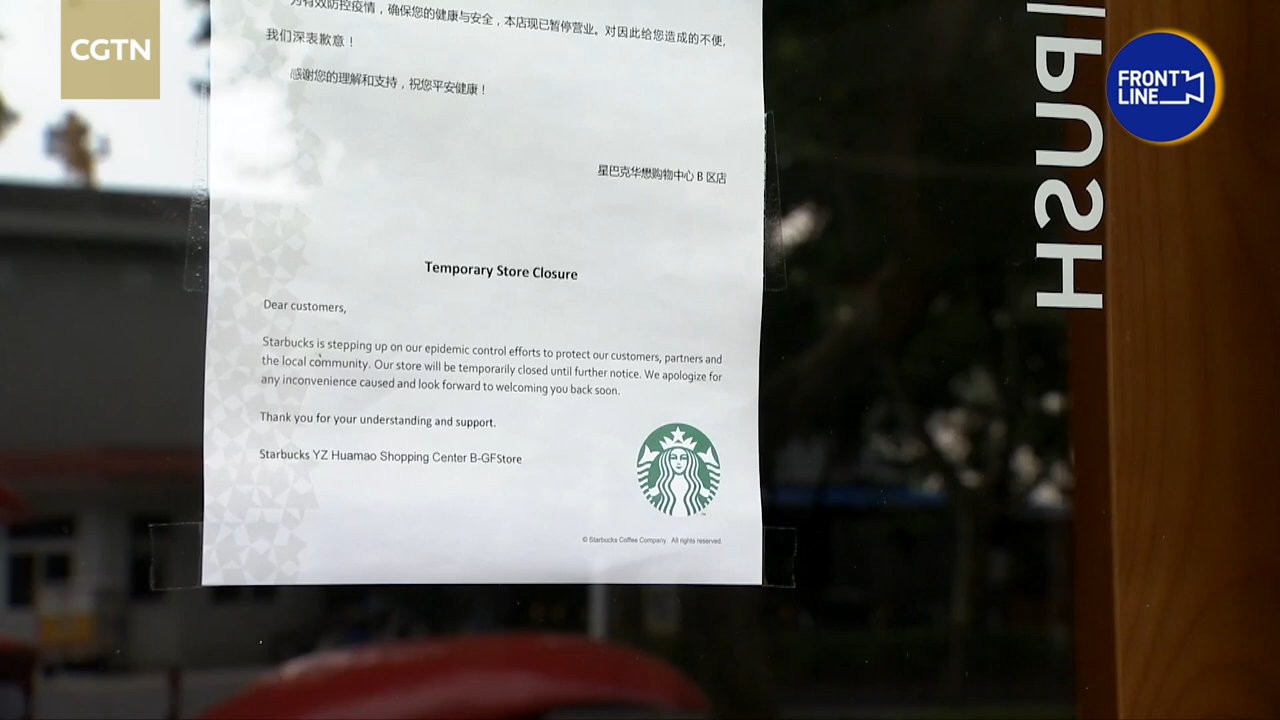 CGTN
FRONT
LINE
为有效防控疫情，确保您的健康与安全，本店现已暂停营业。对因此给您造成的不便，
我们深表歉意！
感谢您的理解和支持，祝您平安健康！
星巴克华懋购物中心 B 区店
Temporary Store Closure
Dear customers,
Starbucks is stepping up on our epidemic control efforts to protect our customers, partners and
the local community. Our store will be temporarily closed until further notice. We apologize for
any inconvenience caused and look forward to welcoming you back soon.
Thank you for your understanding and support.
Starbucks YZ Huamao Shopping Center B-GFStore
© Starbucks Coffee Company. All rights reserved.
PUSH